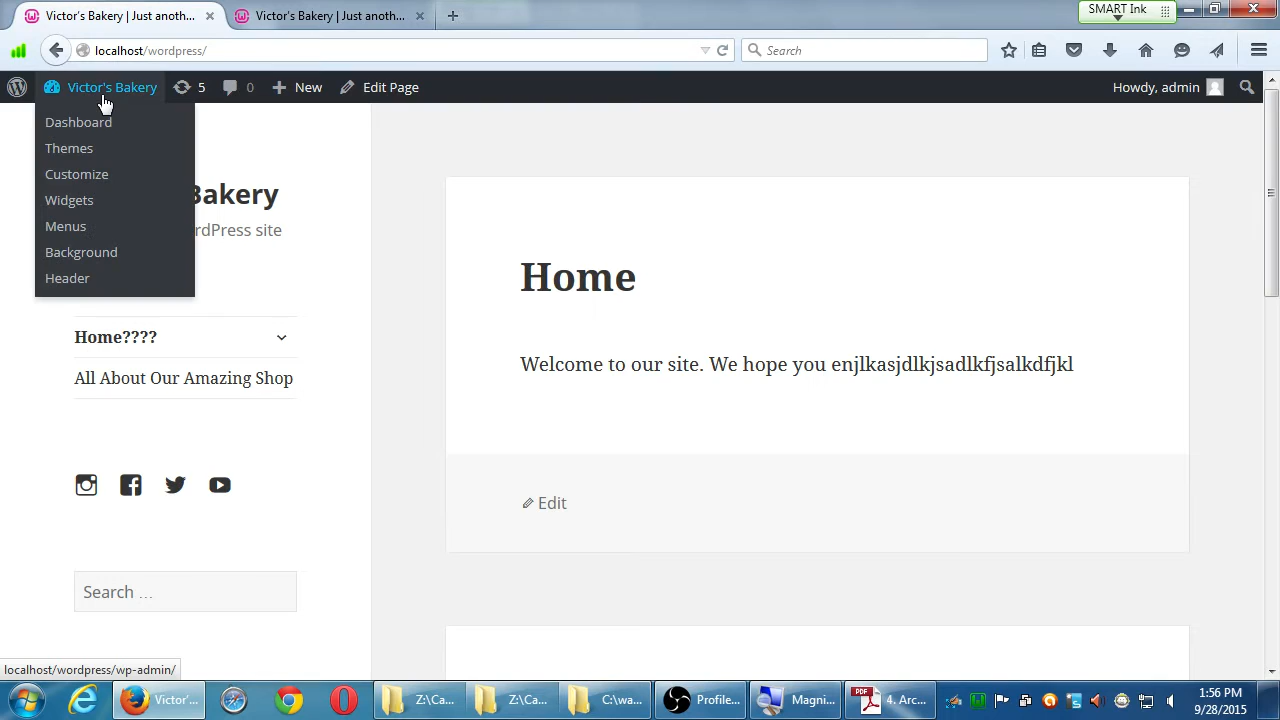 Victor's Bakery | Just anoth...
Victor's Bakery | Just anoth...
SMART Ink
localhost/wordpress/
Search
Victor's Bakery
5
0
New
Edit Page
Howdy, admin
Dashboard
Themes
Customize
Widgets
Menus
Background
Header
Bakery
rdPress site
Home????
All About Our Amazing Shop
Search …
Home
Welcome to our site. We hope you enjlkasjdlkjsadlkfjsalkdfjkl
Edit
localhost/wordpress/wp-admin/
Victor'...
Z:\Ca...
Z:\Ca...
C:\wa...
Profile...
Magni...
PDF
4. Arc...
1:56 PM
9/28/2015